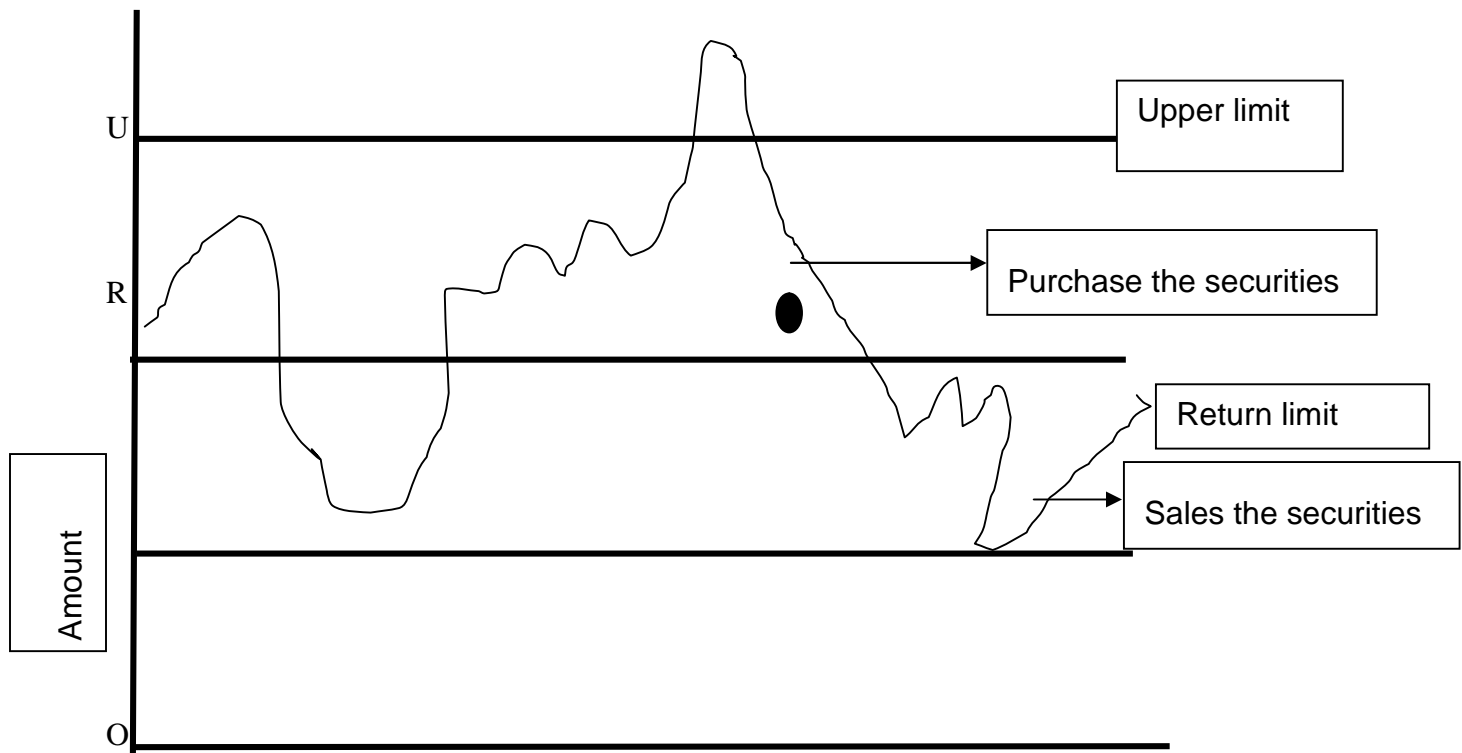 U
Upper limit
Purchase the securities
R
Return limit
Sales the securities
Amount
O